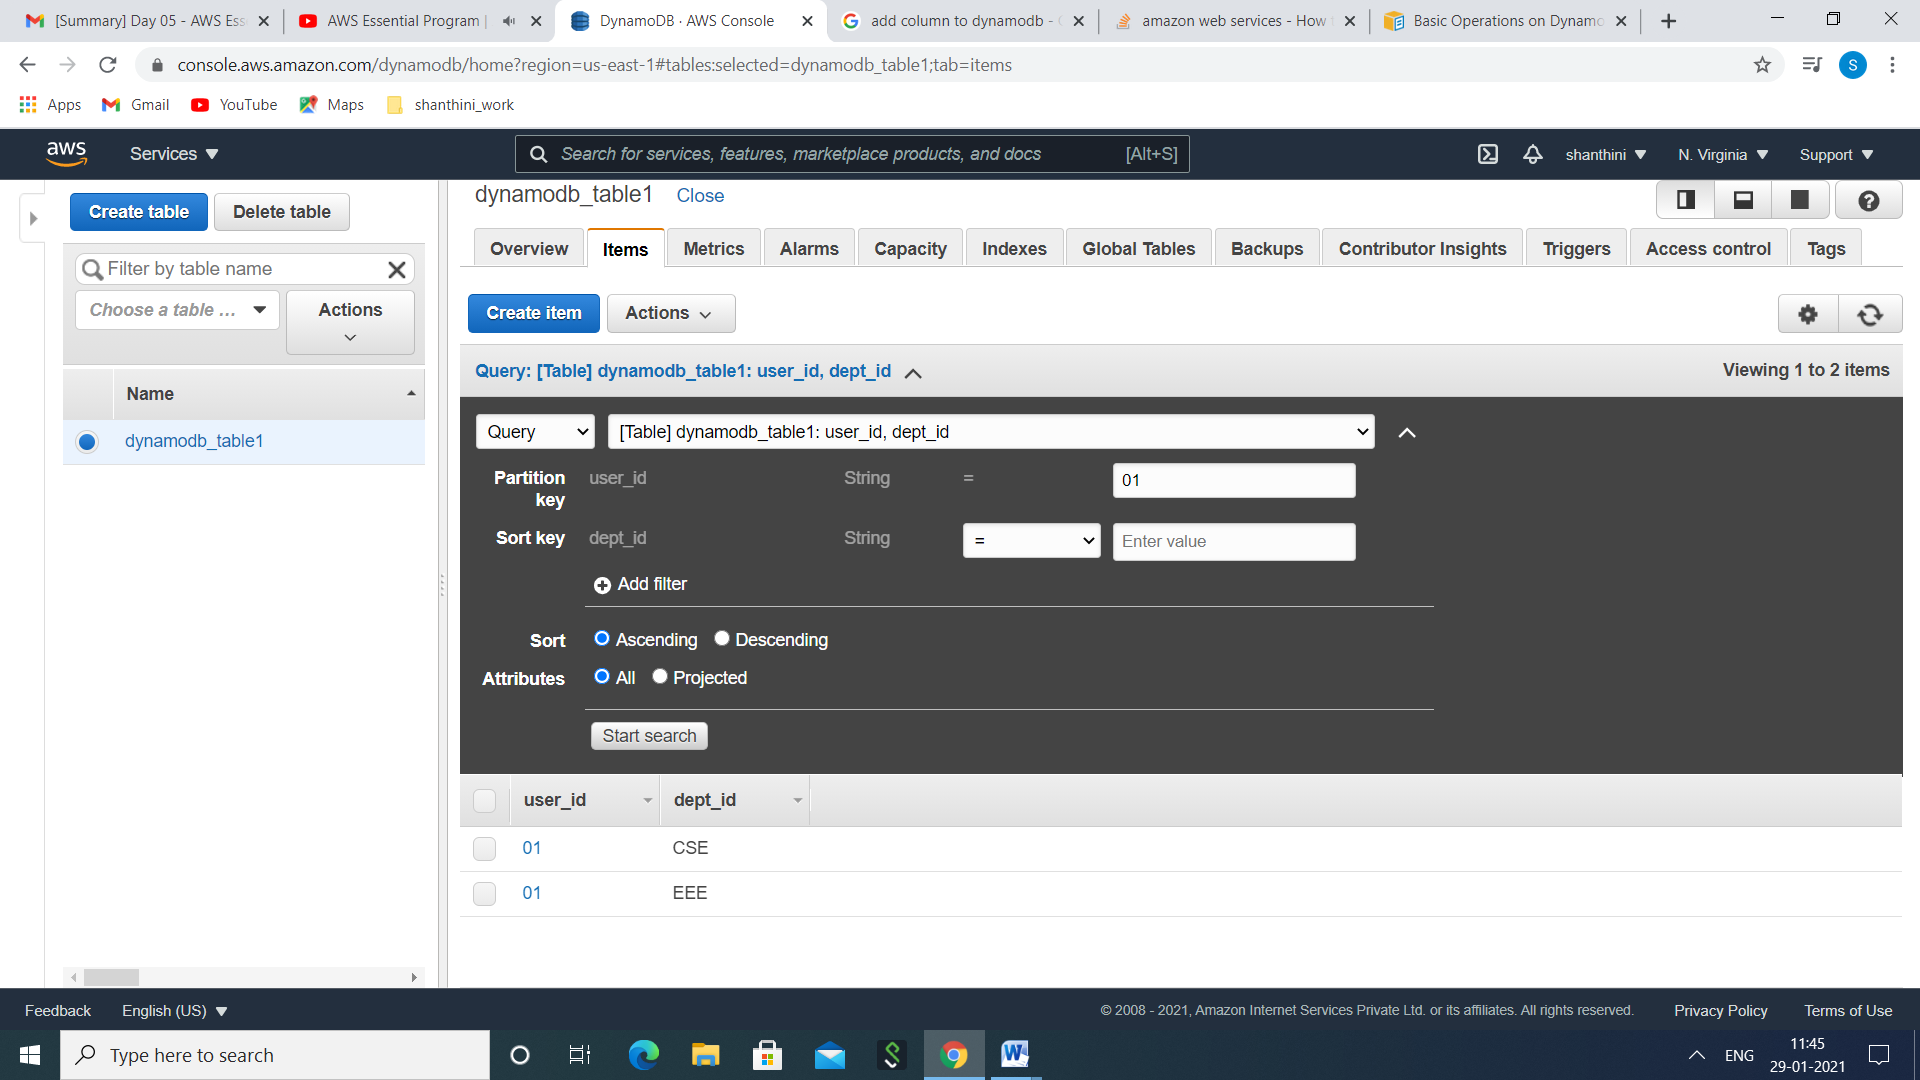 [Summary] Day 05 - AWS Ess
AWS Essential Program |
DynamoDB · AWS Console
add column to dynamodb -
amazon web services - How
Basic Operations on Dynamo
console.aws.amazon.com/dynamodb/home?region=us-east-1#tables:selected=dynamodb_table1;tab=items
S
Apps
Gmail
YouTube
Maps
shanthini_work
aws
Services
Search for services, features, marketplace products, and docs
[Alt+S]
shanthini
N. Virginia
Support
Create table
Delete table
Filter by table name
Choose a table ...
Actions
Name
dynamodb_table1
dynamodb_table1
Close
Overview
Items
Metrics
Alarms
Capacity
Indexes
Global Tables
Backups
Contributor Insights
Triggers
Access control
Tags
Create item
Actions
Query: [Table] dynamodb_table1: user_id, dept_id
Viewing 1 to 2 items
Query
[Table] dynamodb_table1: user_id, dept_id
Partition key
user_id
String
=
01
Sort key
dept_id
String
=
Enter value
Add filter
Sort
Ascending
Descending
Attributes
All
Projected
Start search
user_id
dept_id
01
CSE
01
EEE
Feedback
English (US)
© 2008 - 2021, Amazon Internet Services Private Ltd. or its affiliates. All rights reserved.
Privacy Policy
Terms of Use
Type here to search
ENG
11:45
29-01-2021